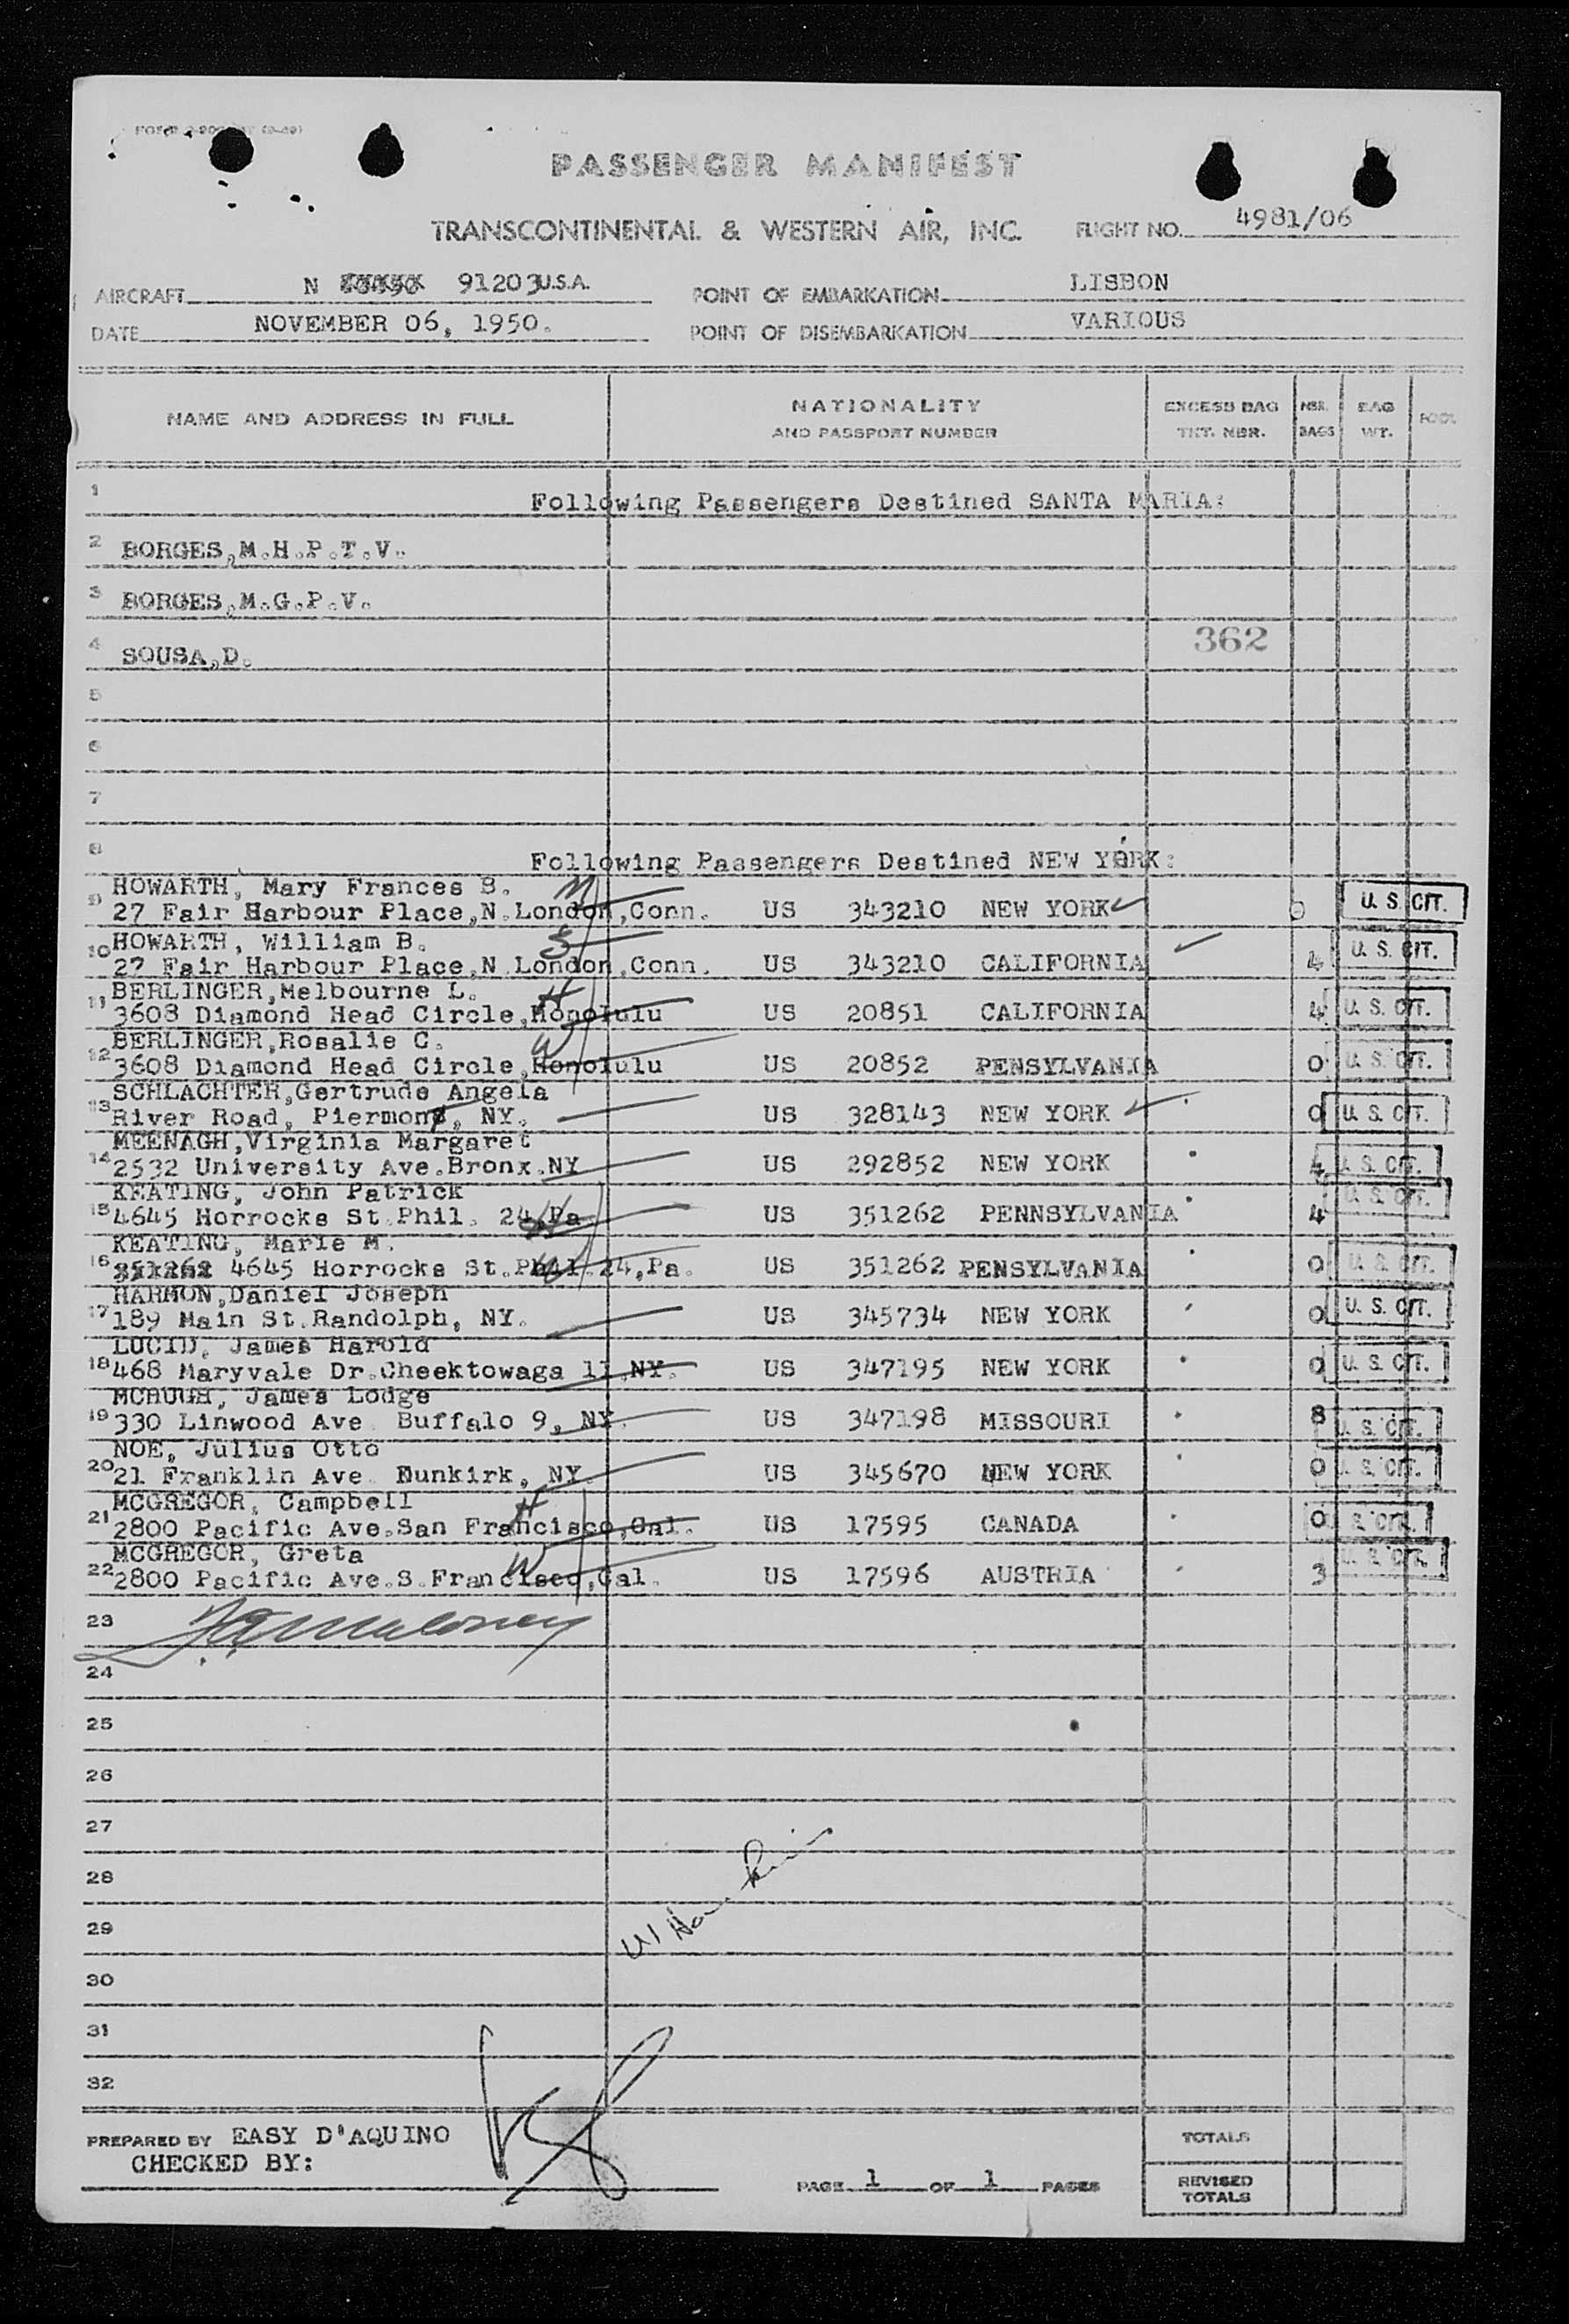 PASSENGER MANIFEST
TRANSCONTINENTAL & WESTERN AIR, INC. FLIGHT NO. 4981/06
AIRCRAFT N 91203 U.S.A. POINT OF EMBARKATION LISBON
DATE NOVEMBER 06, 1950. POINT OF DISEMBARKATION VARIOUS
NAME AND ADDRESS IN FULL NATIONALITY AND PASSPORT NUMBER EXCESS BAG TKT. NBR. NBR. BAGS BAG WT.
1 Following Passengers Destined SANTA MARIA:
2 BORGES,M.H.P.T.V.
3 BORGES,M.G.P.V.
362
4 SOUSA,D.
5
6
7
8 Following Passengers Destined NEW YORK:
HOWARTH, Mary Frances S. M
9 27 Fair Harbour Place,N.London,Conn. US 343210 NEW YORK 0 U. S. CIT.
HOWARTH, William B. S
10 27 Fair Harbour Place,N.London,Conn. US 343210 CALIFORNIA 4 U. S. CIT.
BERLINGER,Melbourne L. H
11 3608 Diamond Head Circle,Honolulu US 20851 CALIFORNIA 4 U. S. CIT.
BERLINGER,Rosalie C. W
12 3608 Diamond Head Circle,Honolulu US 20852 PENSYLVANIA 0 U. S. CIT.
SCHLACHTER,Gertrude Angela
13 River Road, Piermont, NY. US 328143 NEW YORK 0 U. S. CIT.
MEENAGH,Virginia Margaret
14 2532 University Ave.Bronx.NY US 292852 NEW YORK 4 U. S. CIT.
KEATING, John Patrick
15 4645 Horrocks St.Phil. 24,Pa H US 351262 PENNSYLVANIA 4 U. S. CIT.
KEATING, Marie M.
16 351262 4645 Horrocks St.Phil.24,Pa. W US 351262 PENSYLVANIA 0 U. S. CIT.
HARMON,Daniel Joseph
17 189 Main St.Randolph, NY. US 345734 NEW YORK 0 U. S. CIT.
LUCID, James Harold
18 468 Maryvale Dr.Cheektowaga 11,NY. US 347195 NEW YORK 0 U. S. CIT.
MCHUGH, James Lodge
19 330 Linwood Ave. Buffalo 9, NY. US 347198 MISSOURI 8 U. S. CIT.
NOE, Julius Otto
20 21 Franklin Ave. Dunkirk, NY. US 345670 NEW YORK 0 U. S. CIT.
MCGREGOR, Campbell H
21 2800 Pacific Ave.San Francisco,Cal. US 17595 CANADA 0 S. CIT.
MCGREGOR, Greta W
22 2800 Pacific Ave.S.Francisco,Cal. US 17596 AUSTRIA 3 U. S. CIT.
23
24
25
26
27
28
29
30
31
32
PREPARED BY EASY D'AQUINO TOTALS
CHECKED BY:
PAGE 1 OF 1 PAGES REVISED TOTALS